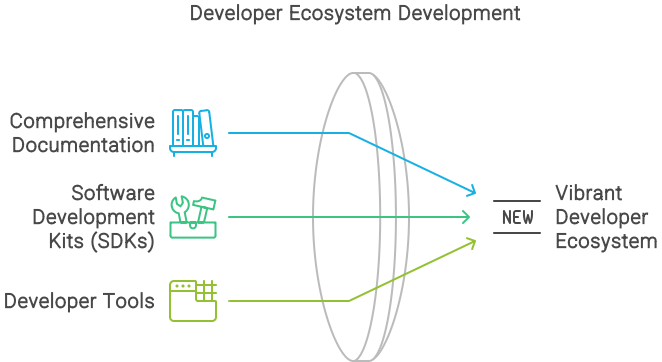 Developer Ecosystem Development
Comprehensive
Documentation
Software
Development
Kits (SDKs)
Developer Tools
NEW
Vibrant
Developer
Ecosystem